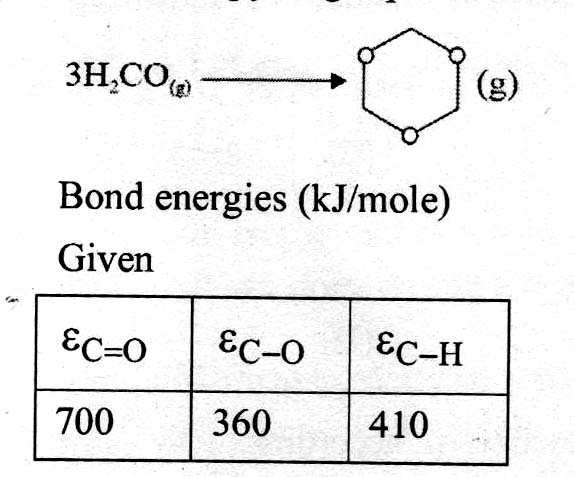 3H₂CO(g) (g)
Bond energies (kJ/mole)
Given
εC=O εC–O εC–H
700 360 410